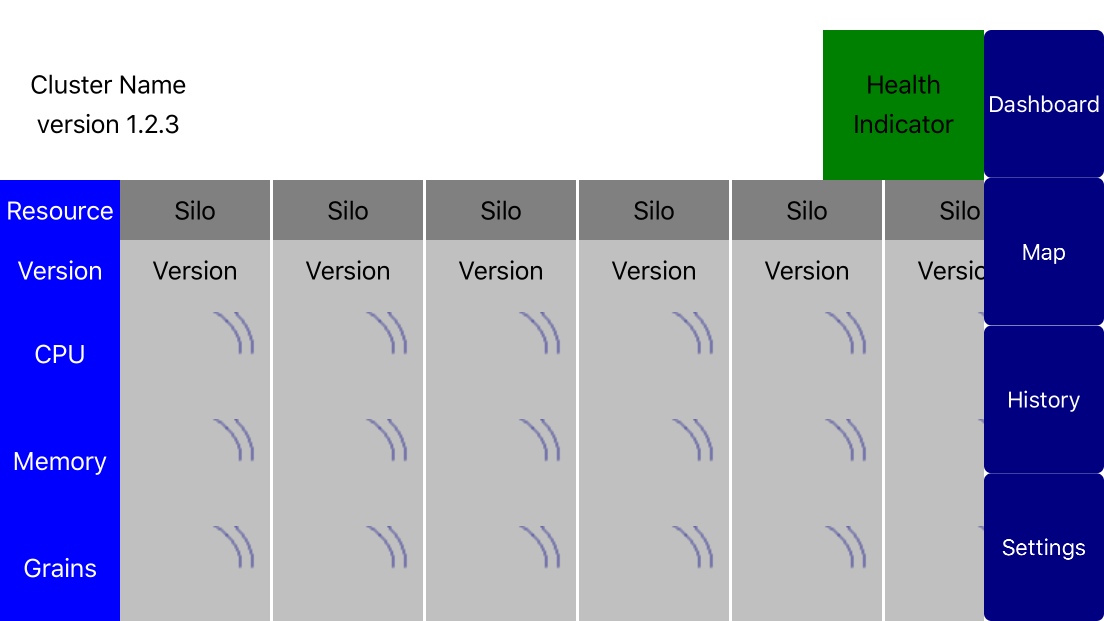 Cluster Name
version 1.2.3
Health
Indicator
Dashboard
Resource Silo Silo Silo Silo Silo Silo
Version Version Version Version Version Version Versio
Map
CPU
History
Memory
Settings
Grains